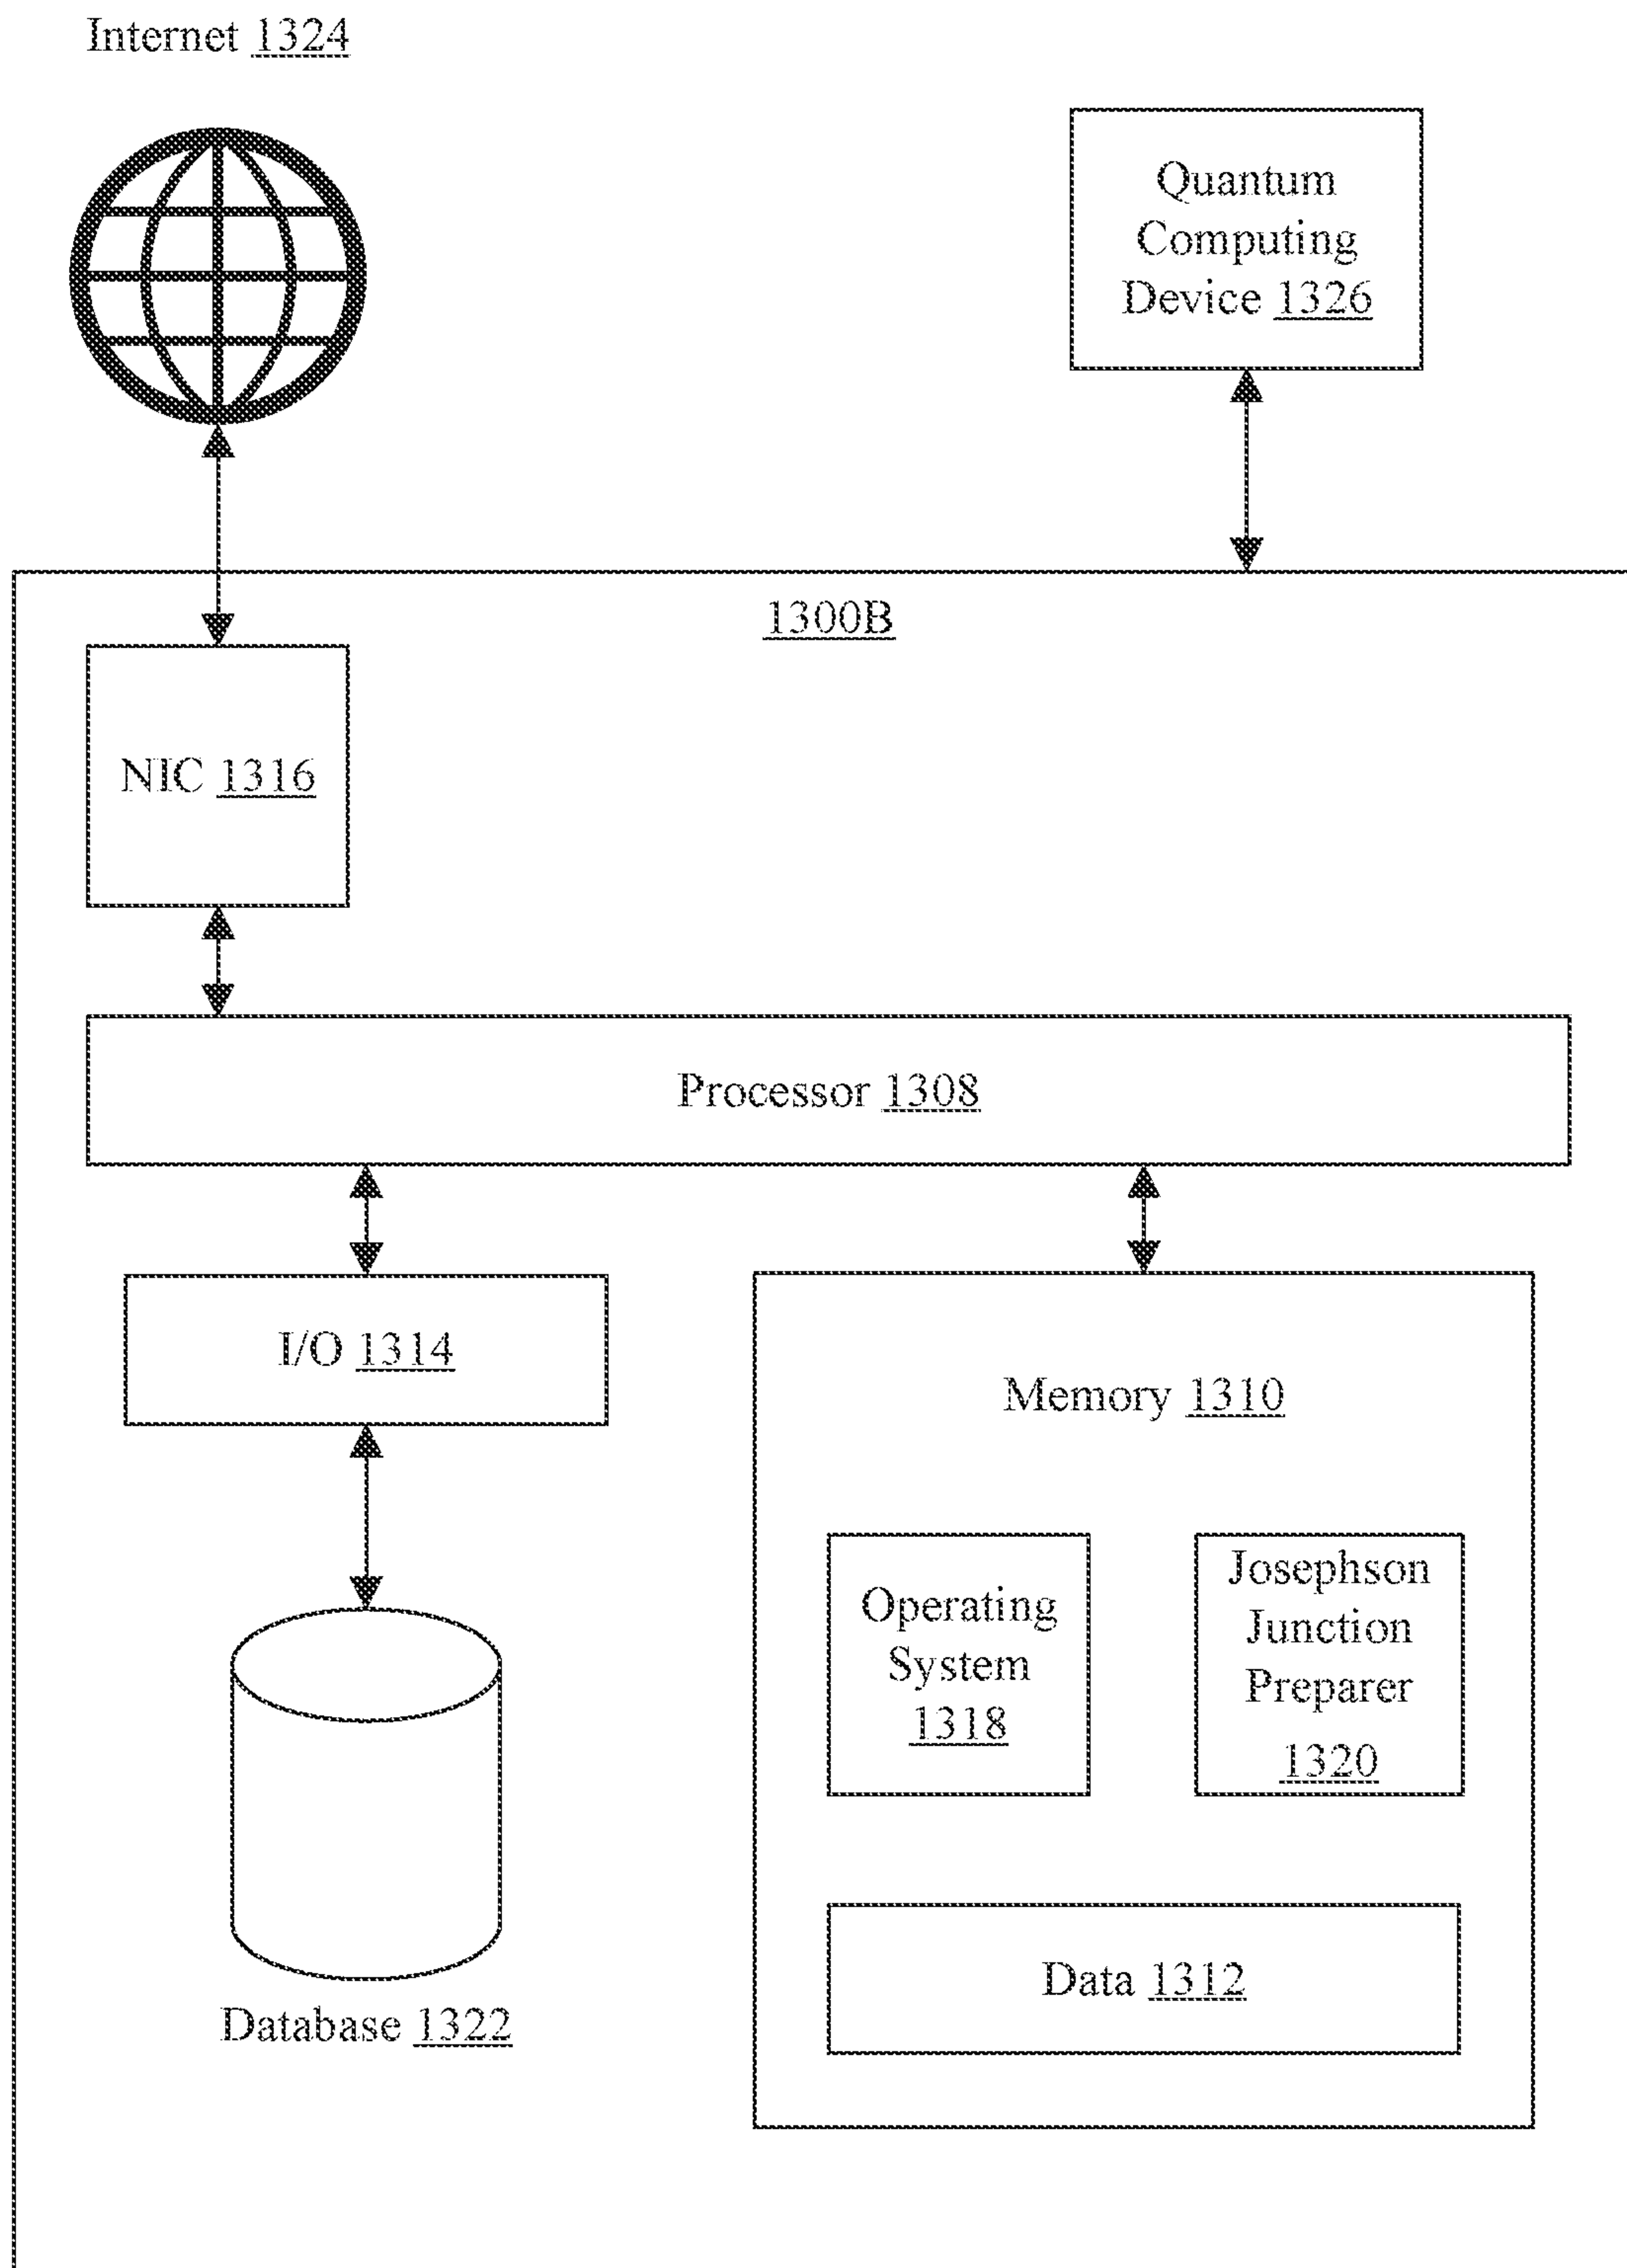 Internet 1324
Quantum
Computing
Device 1326
1300B
NIC 1316
Processor 1308
I/O 1314
Memory 1310
Operating
System
1318
Josephson
Junction
Preparer
1320
Data 1312
Database 1322